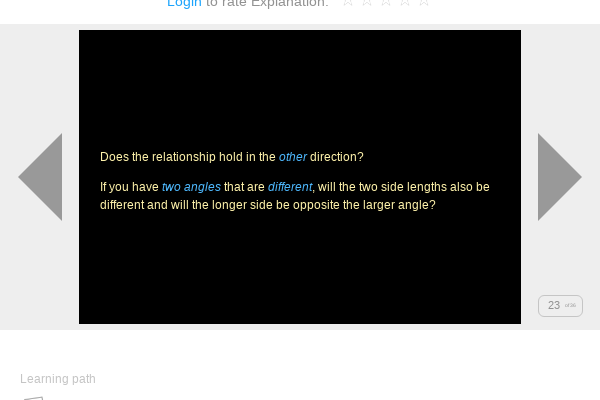 Login to rate Explanation:
Does the relationship hold in the other direction?
If you have two angles that are different, will the two side lengths also be
different and will the longer side be opposite the larger angle?
23 of 36
Learning path